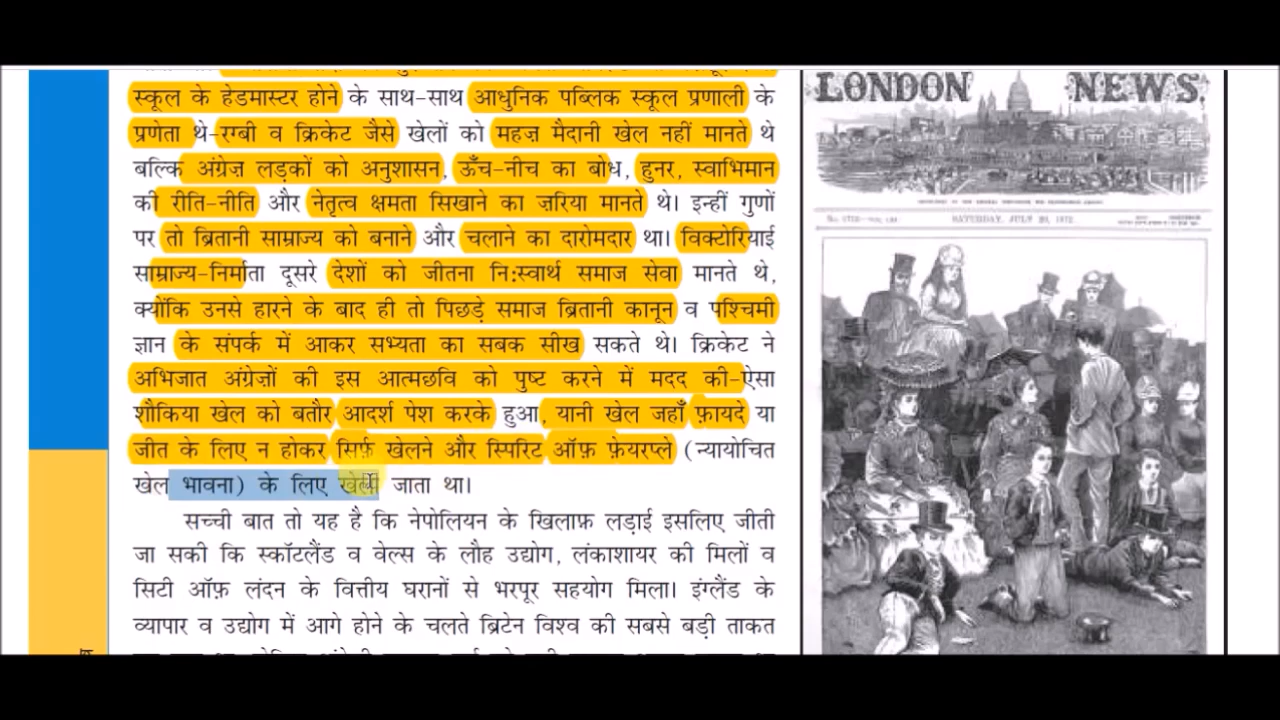 स्कूल के हेडमास्टर होने के साथ-साथ आधुनिक पब्लिक स्कूल प्रणाली के
प्रणेता थे-रग्बी व क्रिकेट जैसे खेलों को महज़ मैदानी खेल नहीं मानते थे
बल्कि अंग्रेज़ लड़कों को अनुशासन, ऊँच-नीच का बोध, हुनर, स्वाभिमान
की रीति-नीति और नेतृत्व क्षमता सिखाने का ज़रिया मानते थे। इन्हीं गुणों
पर तो ब्रितानी साम्राज्य को बनाने और चलाने का दारोमदार था। विक्टोरियाई
साम्राज्य-निर्माता दूसरे देशों को जीतना नि:स्वार्थ समाज सेवा मानते थे,
क्योंकि उनसे हारने के बाद ही तो पिछड़े समाज ब्रितानी कानून व पश्चिमी
ज्ञान के संपर्क में आकर सभ्यता का सबक सीख सकते थे। क्रिकेट ने
अभिजात अंग्रेज़ों की इस आत्मछवि को पुष्ट करने में मदद की-ऐसा
शौकिया खेल को बतौर आदर्श पेश करके हुआ, यानी खेल जहाँ फ़ायदे या
जीत के लिए न होकर सिर्फ़ खेलने और स्पिरिट ऑफ़ फ़ेयरप्ले (न्यायोचित
खेल भावना) के लिए खेला जाता था।
सच्ची बात तो यह है कि नेपोलियन के खिलाफ़ लड़ाई इसलिए जीती
जा सकी कि स्कॉटलैंड व वेल्स के लौह उद्योग, लंकाशायर की मिलों व
सिटी ऑफ़ लंदन के वित्तीय घरानों से भरपूर सहयोग मिला। इंग्लैंड के
व्यापार व उद्योग में आगे होने के चलते ब्रिटेन विश्व की सबसे बड़ी ताकत
LONDON NEWS
SATURDAY, JULY 20, 1872